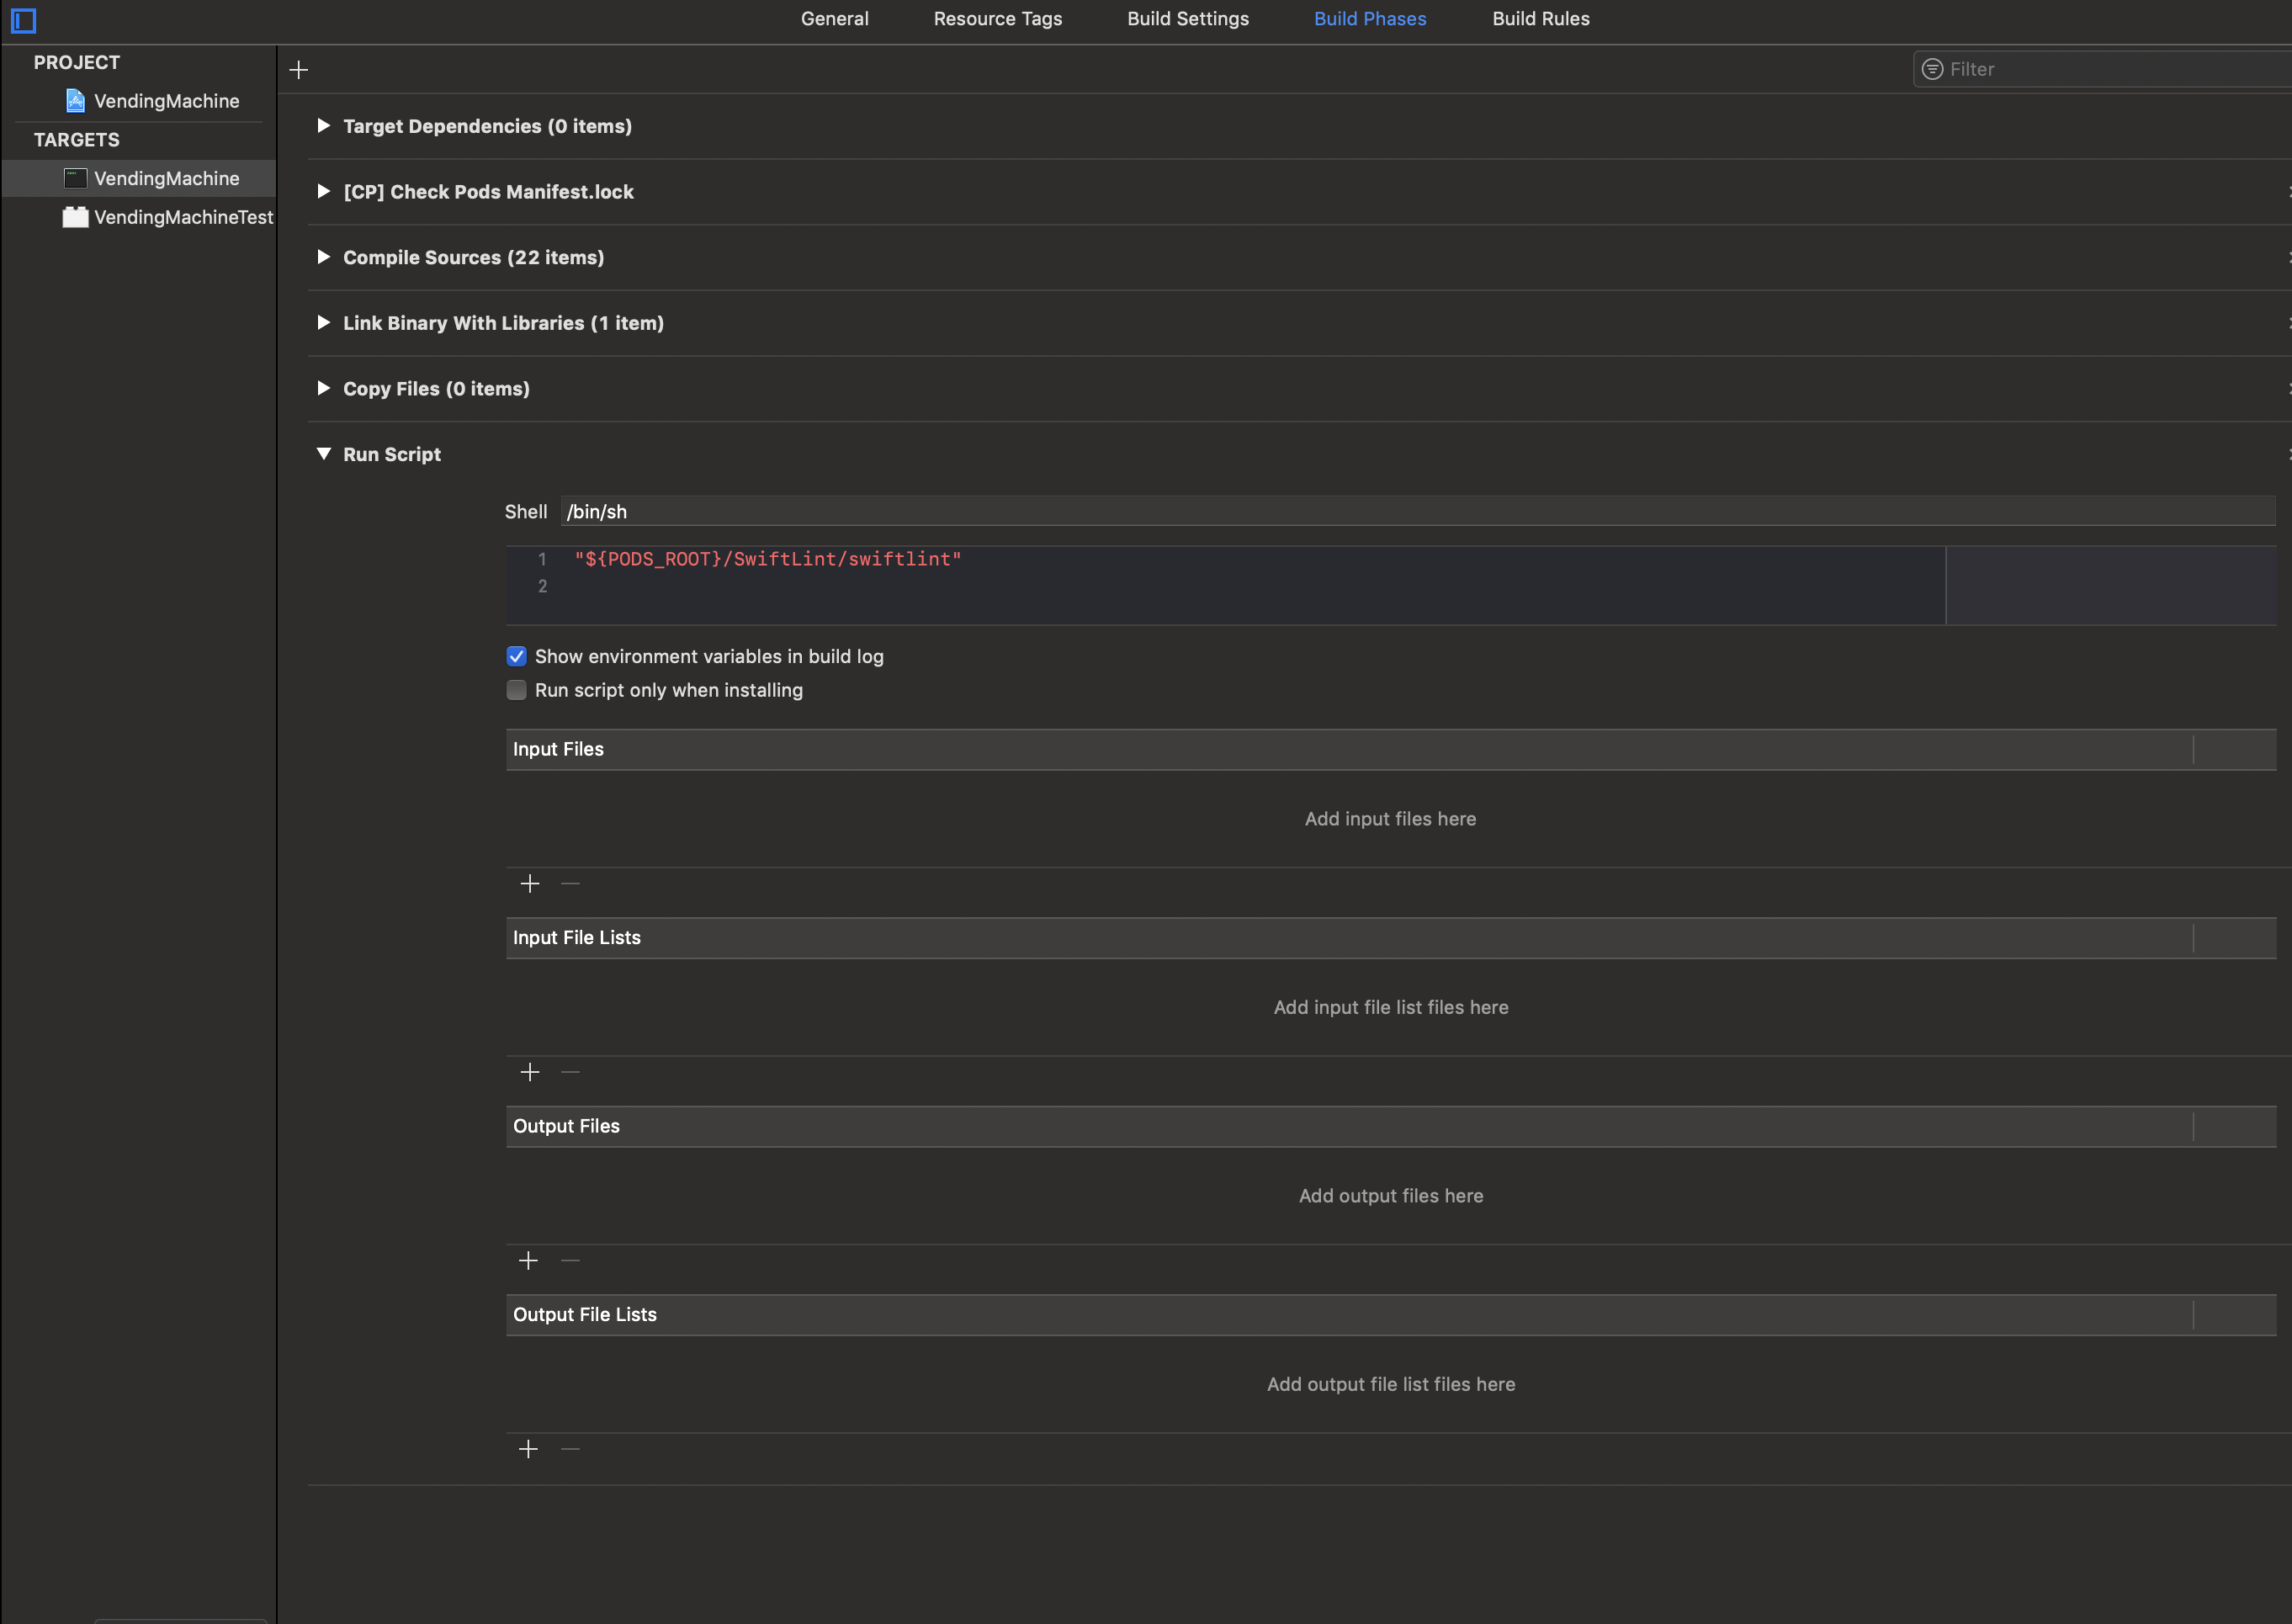 General Resource Tags Build Settings Build Phases Build Rules
PROJECT
VendingMachine
TARGETS
VendingMachine
VendingMachineTest
Filter
Target Dependencies (0 items)
[CP] Check Pods Manifest.lock
Compile Sources (22 items)
Link Binary With Libraries (1 item)
Copy Files (0 items)
Run Script
Shell /bin/sh
1 "${PODS_ROOT}/SwiftLint/swiftlint"
2
Show environment variables in build log
Run script only when installing
Input Files
Add input files here
Input File Lists
Add input file list files here
Output Files
Add output files here
Output File Lists
Add output file list files here